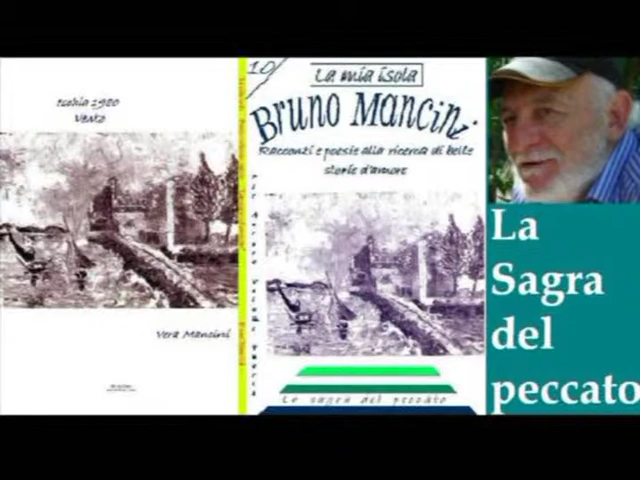 Ischia 1980
Vento
Vera Mancini
10
La mia isola
Bruno Mancini
Racconti e poesie alla ricerca di belle
storie d'amore
La sagra del peccato
La
Sagra
del
peccato